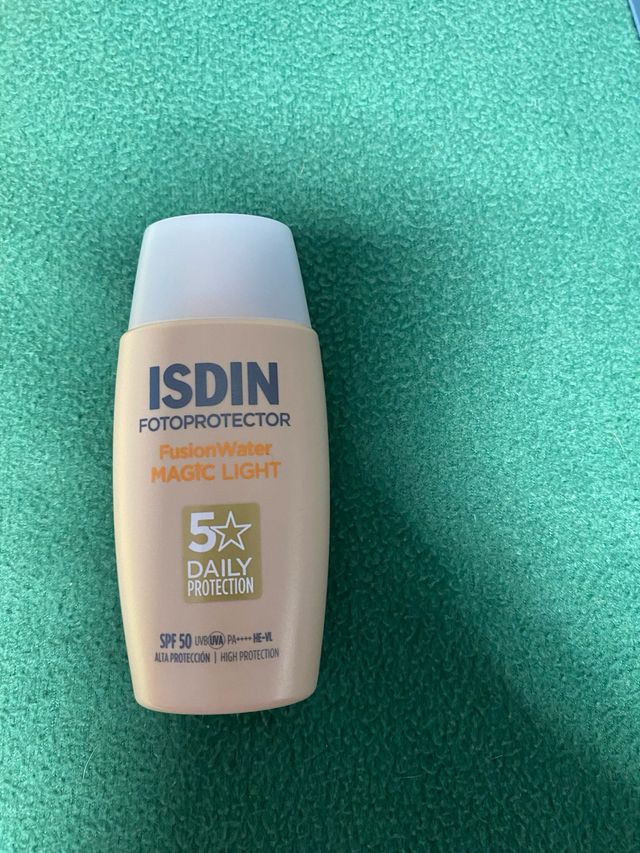 ISDIN
FOTOPROTECTOR
FusionWater
MAGIC LIGHT
5
DAILY
PROTECTION
SPF 50 UVB UVA PA++++ HE-VL
ALTA PROTECCIÓN | HIGH PROTECTION